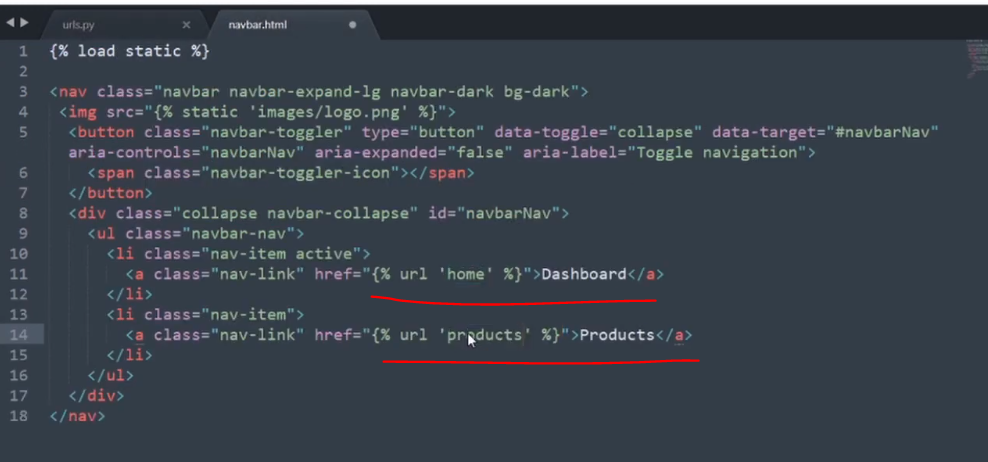 urls.py × navbar.html
1 {% load static %}
2
3 <nav class="navbar navbar-expand-lg navbar-dark bg-dark">
4 <img src="{% static 'images/logo.png' %}">
5 <button class="navbar-toggler" type="button" data-toggle="collapse" data-target="#navbarNav"
aria-controls="navbarNav" aria-expanded="false" aria-label="Toggle navigation">
6 <span class="navbar-toggler-icon"></span>
7 </button>
8 <div class="collapse navbar-collapse" id="navbarNav">
9 <ul class="navbar-nav">
10 <li class="nav-item active">
11 <a class="nav-link" href="{% url 'home' %}">Dashboard</a>
12 </li>
13 <li class="nav-item">
14 <a class="nav-link" href="{% url 'products' %}">Products</a>
15 </li>
16 </ul>
17 </div>
18 </nav>